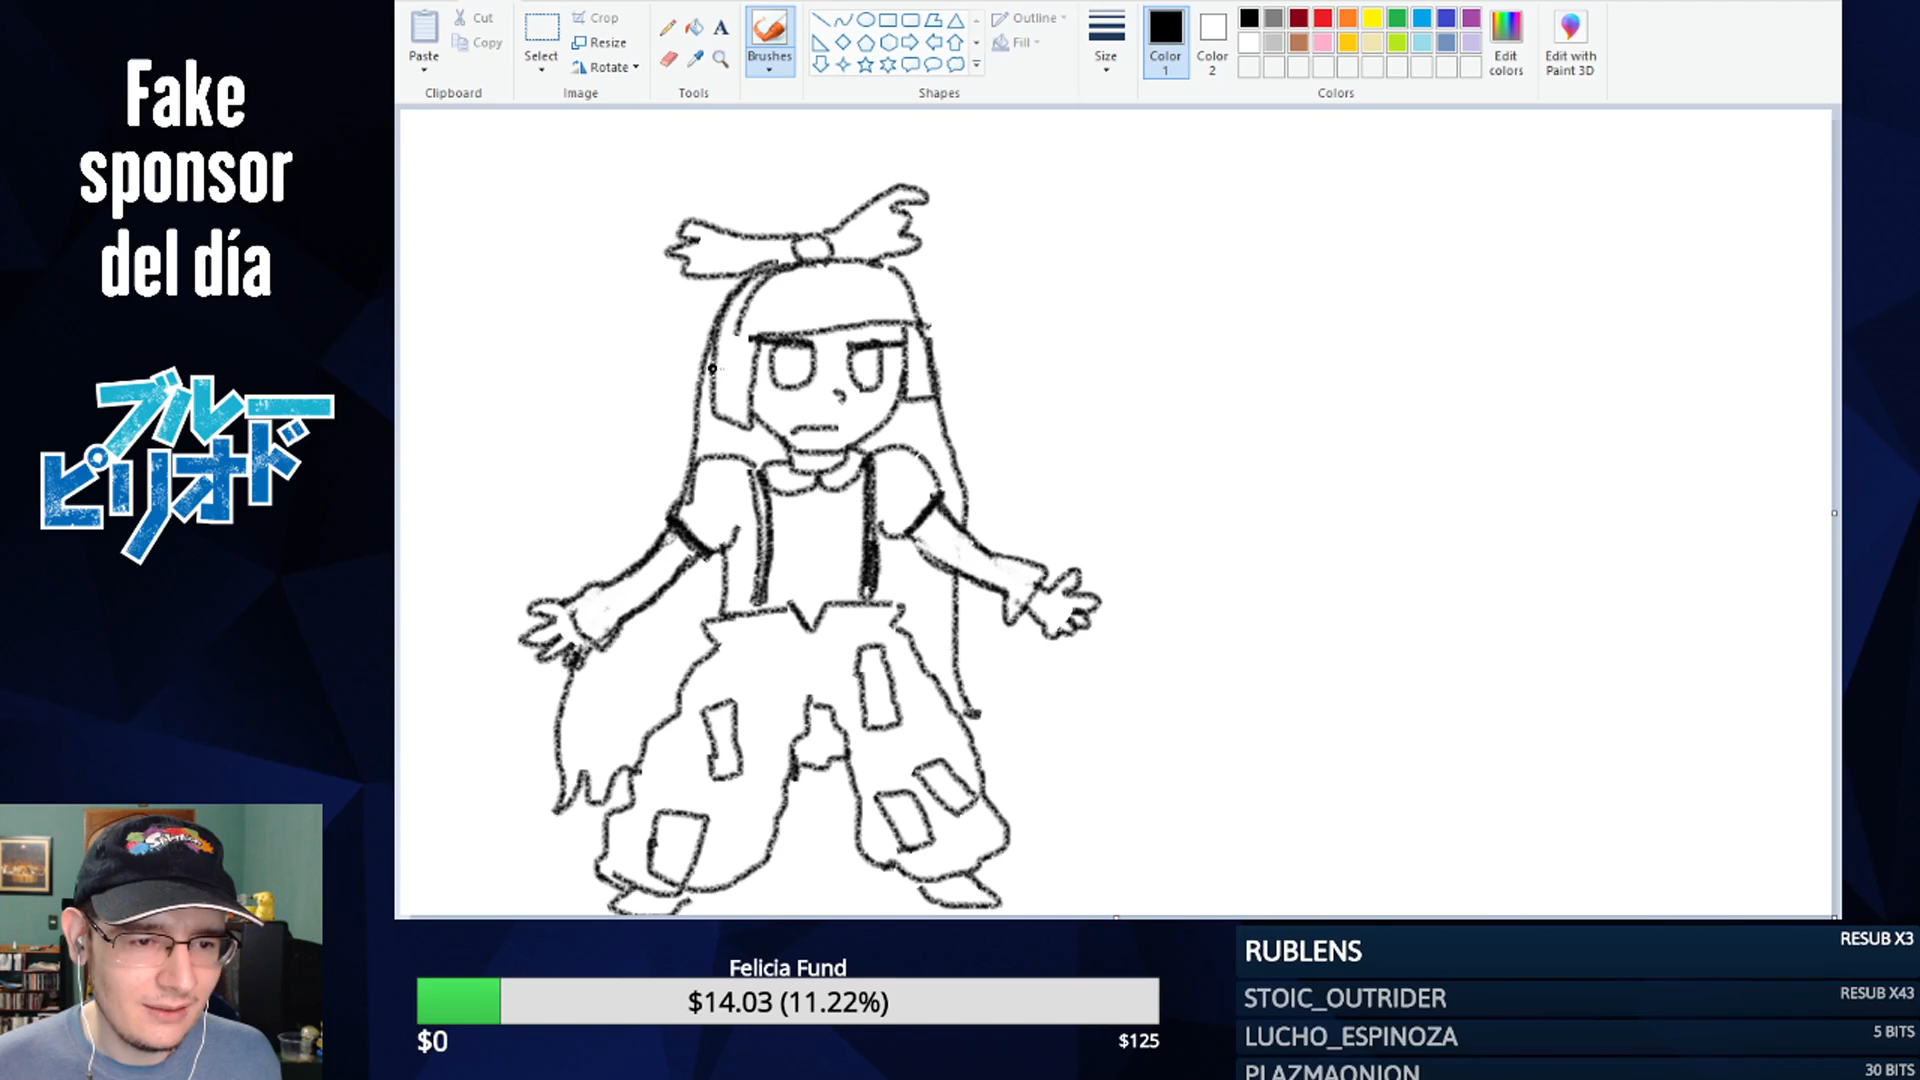 Fake
sponsor
del día
ブルー
ピリオド
Paste
Cut
Copy
Clipboard
Select
Crop
Resize
Rotate
Image
Tools
Brushes
Shapes
Outline
Fill
Size
Color
1
Color
2
Edit
colors
Edit with
Paint 3D
Colors
Felicia Fund
$14.03 (11.22%)
$0
$125
RUBLENS
RESUB X3
STOIC_OUTRIDER
RESUB X43
LUCHO_ESPINOZA
5 BITS
PLAZMAONION
30 BITS